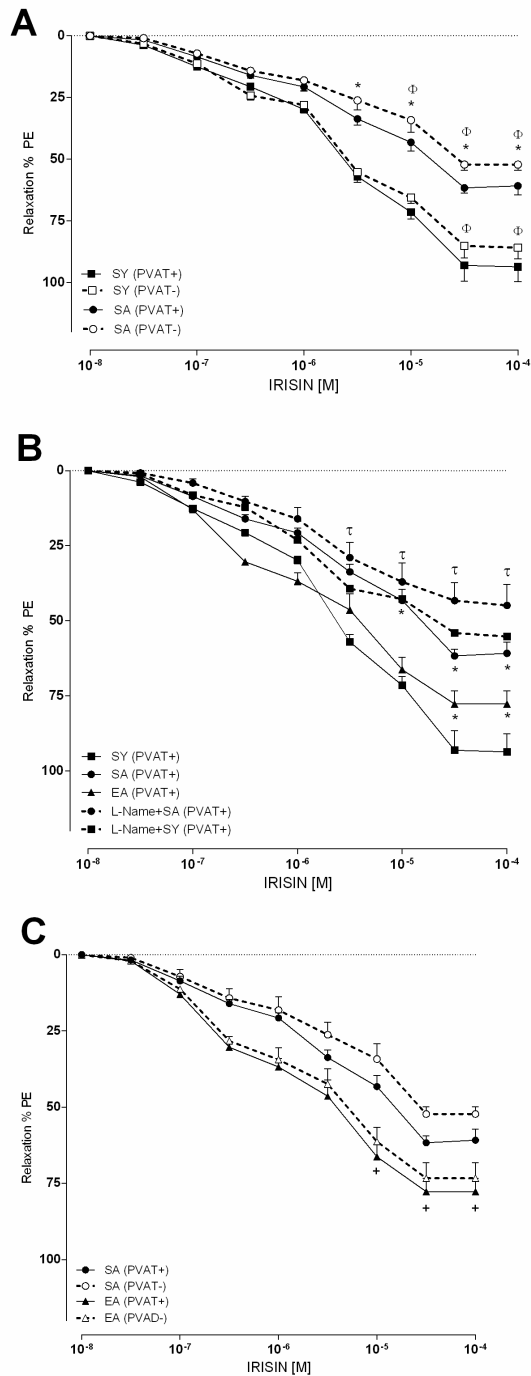 A
0
25
50
75
100
Relaxation % PE
* Φ * Φ * Φ *
Φ Φ
SY (PVAT+)
SY (PVAT-)
SA (PVAT+)
SA (PVAT-)
10-8 10-7 10-6 10-5 10-4
IRISIN [M]
B
0
25
50
75
100
Relaxation % PE
τ τ τ τ
* * *
* *
SY (PVAT+)
SA (PVAT+)
EA (PVAT+)
L-Name+SA (PVAT+)
L-Name+SY (PVAT+)
10-8 10-7 10-6 10-5 10-4
IRISIN [M]
C
0
25
50
75
100
Relaxation % PE
+ + +
SA (PVAT+)
SA (PVAT-)
EA (PVAT+)
EA (PVAD-)
10-8 10-7 10-6 10-5 10-4
IRISIN [M]